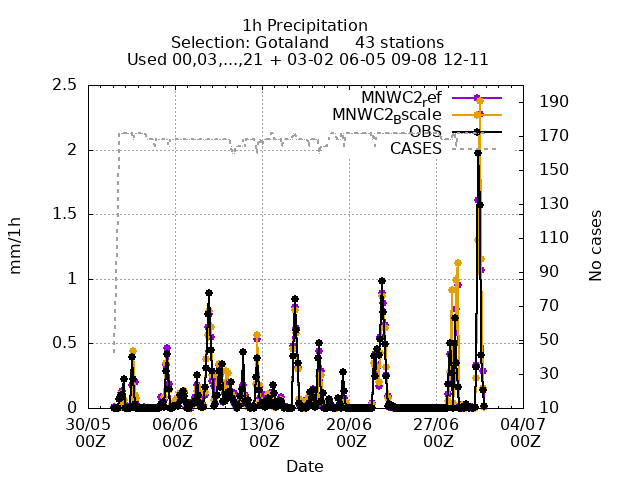 1h Precipitation
Selection: Gotaland 43 stations
Used 00,03,...,21 + 03-02 06-05 09-08 12-11
MNWC2ref
MNWC2Bscale
OBS
CASES
mm/1h
2.5
2
1.5
1
0.5
0
No cases
190
170
150
130
110
90
70
50
30
10
30/05 06/06 13/06 20/06 27/06 04/07
00Z 00Z 00Z 00Z 00Z 00Z
Date